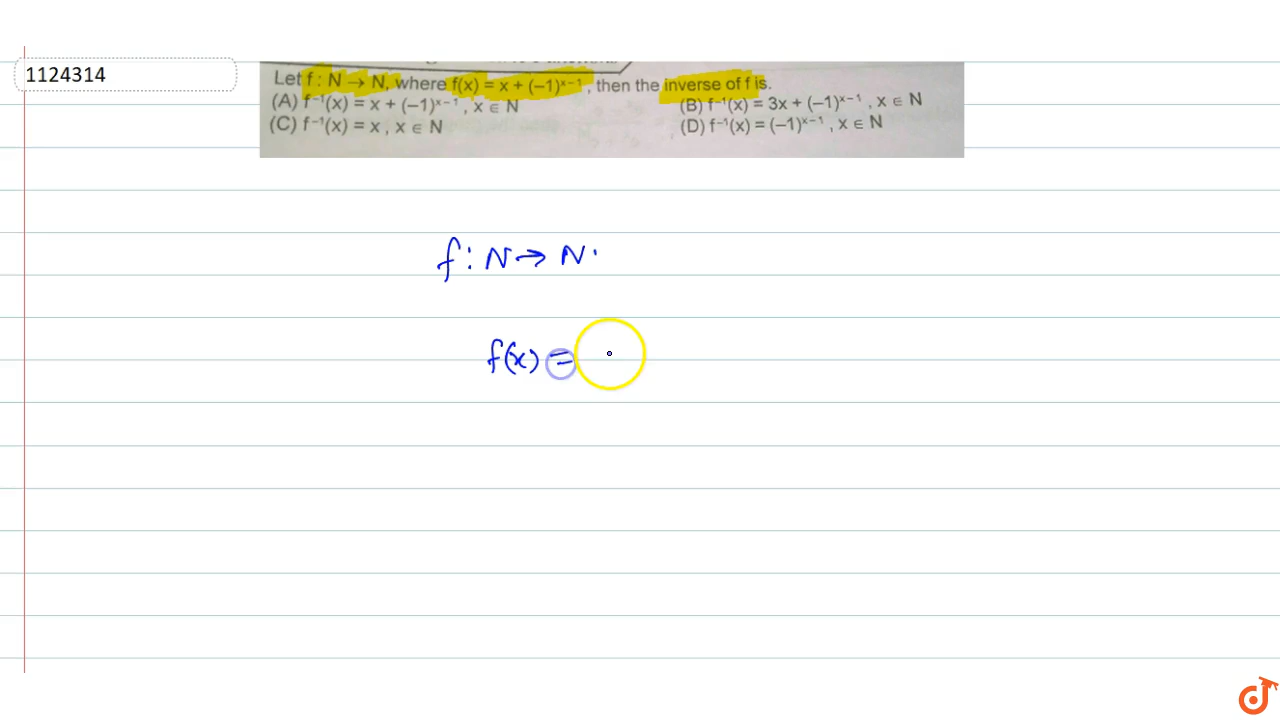 1124314
Let f : N → N, where f(x) = x + (−1)ˣ⁻¹, then the inverse of f is.
(A) f⁻¹(x) = x + (−1)ˣ⁻¹, x ∈ N (B) f⁻¹(x) = 3x + (−1)ˣ⁻¹, x ∈ N
(C) f⁻¹(x) = x, x ∈ N (D) f⁻¹(x) = (−1)ˣ⁻¹, x ∈ N
f : N → N.
f(x) =